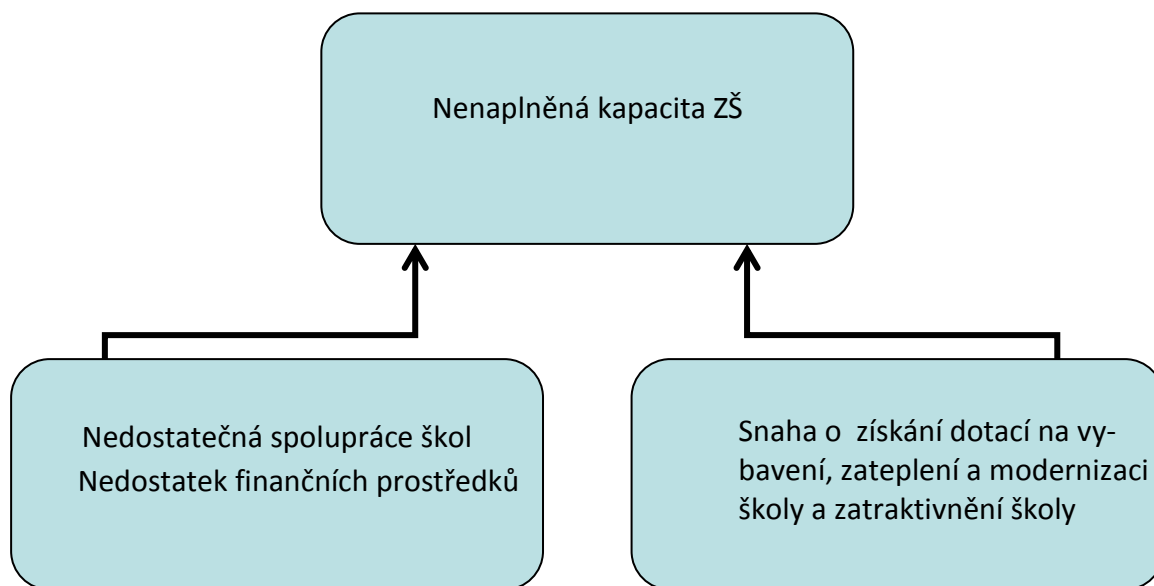 Nenaplněná kapacita ZŠ
Nedostatečná spolupráce škol
Nedostatek finančních prostředků
Snaha o  získání dotací na vy-
bavení, zateplení a modernizaci
školy a zatraktivnění školy